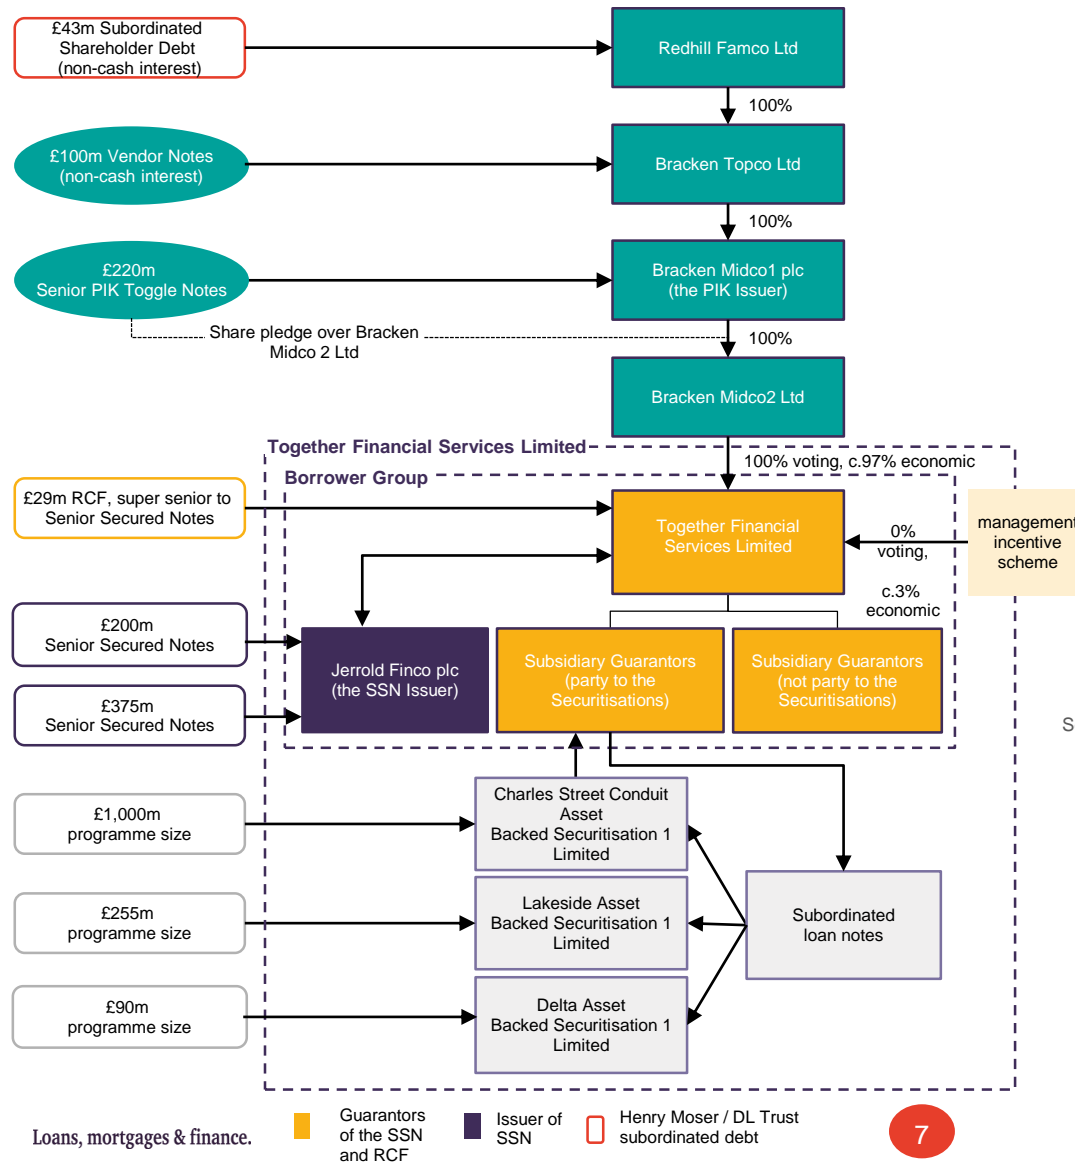 £43m Subordinated
Shareholder Debt
(non-cash interest)
Redhill Famco Ltd
100%
£100m Vendor Notes
(non-cash interest)
Bracken Topco Ltd
100%
£220m
Senior PIK Toggle Notes
Bracken Midco1 plc
(the PIK Issuer)
Share pledge over Bracken
Midco 2 Ltd
100%
Bracken Midco2 Ltd
Together Financial Services Limited
100% voting, c.97% economic
Borrower Group
£29m RCF, super senior to
Senior Secured Notes
Together Financial
Services Limited
0%
voting,
c.3%
economic
management
incentive
scheme
£200m
Senior Secured Notes
£375m
Senior Secured Notes
Jerrold Finco plc
(the SSN Issuer)
Subsidiary Guarantors
(party to the
Securitisations)
Subsidiary Guarantors
(not party to the
Securitisations)
S
£1,000m
programme size
Charles Street Conduit
Asset
Backed Securitisation 1
Limited
£255m
programme size
Lakeside Asset
Backed Securitisation 1
Limited
Subordinated
loan notes
£90m
programme size
Delta Asset
Backed Securitisation 1
Limited
Loans, mortgages & finance.
Guarantors
of the SSN
and RCF
Issuer of
SSN
Henry Moser / DL Trust
subordinated debt
7